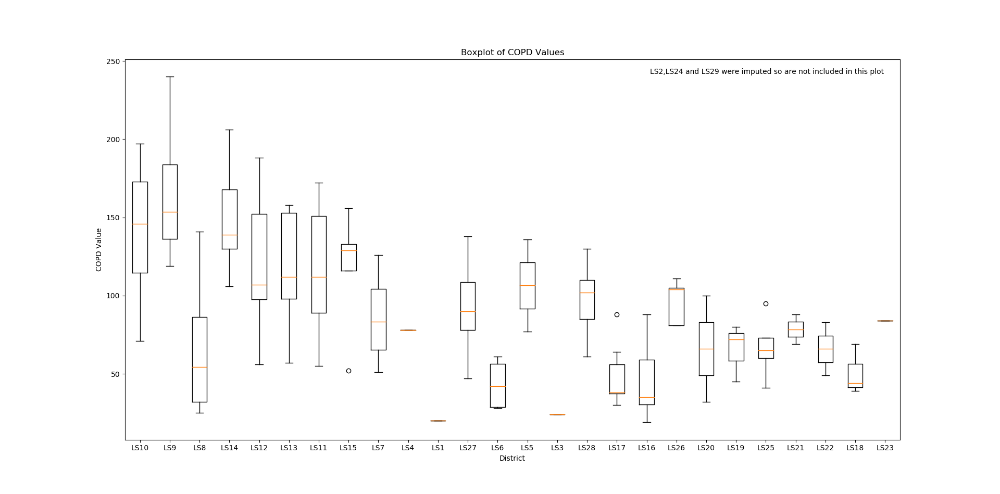 Boxplot of COPD Values
LS2,LS24 and LS29 were imputed so are not included in this plot
COPD Value
250
200
150
100
50
LS10 LS9 LS8 LS14 LS12 LS13 LS11 LS15 LS7 LS4 LS1 LS27 LS6 LS5 LS3 LS28 LS17 LS16 LS26 LS20 LS19 LS25 LS21 LS22 LS18 LS23
District